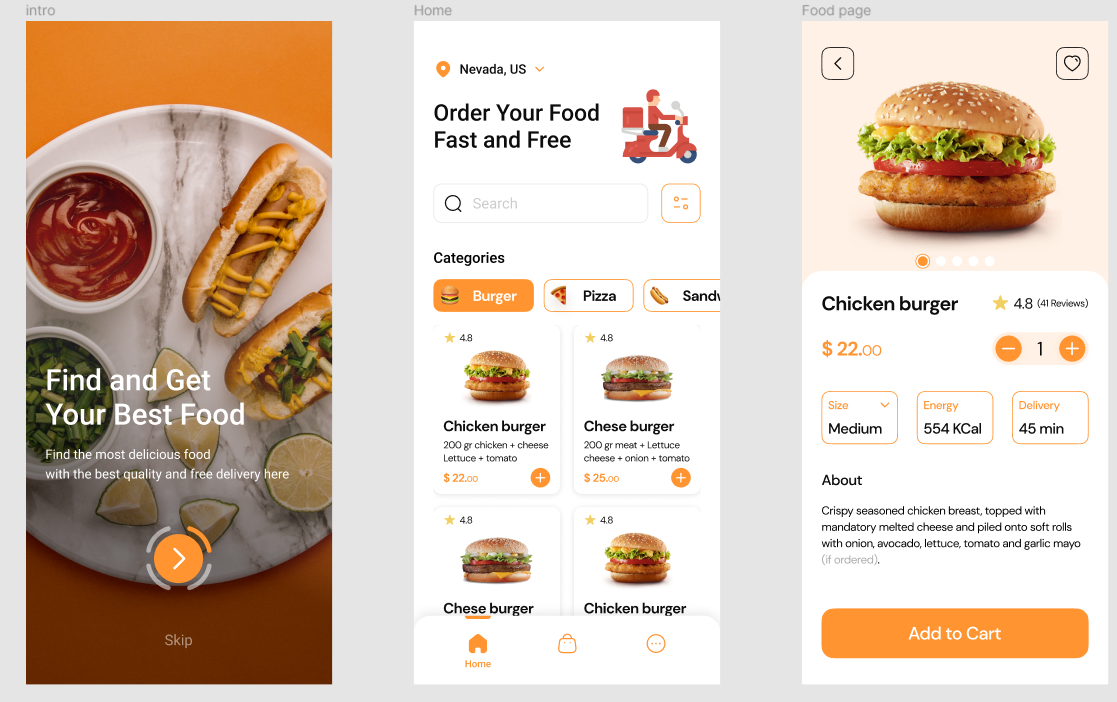 intro
Find and Get
Your Best Food
Find the most delicious food
with the best quality and free delivery here
Skip
Home
Nevada, US
Order Your Food
Fast and Free
Search
Categories
Burger
Pizza
Sandw
4.8
Chicken burger
200 gr chicken + cheese
Lettuce + tomato
$ 22.00
4.8
Chese burger
200 gr meat + Lettuce
cheese + onion + tomato
$ 25.00
4.8
Chese burger
4.8
Chicken burger
Home
Food page
Chicken burger
4.8 (41 Reviews)
$ 22.00
1
Size
Medium
Energy
554 KCal
Delivery
45 min
About
Crispy seasoned chicken breast, topped with
mandatory melted cheese and piled onto soft rolls
with onion, avocado, lettuce, tomato and garlic mayo
(if ordered).
Add to Cart